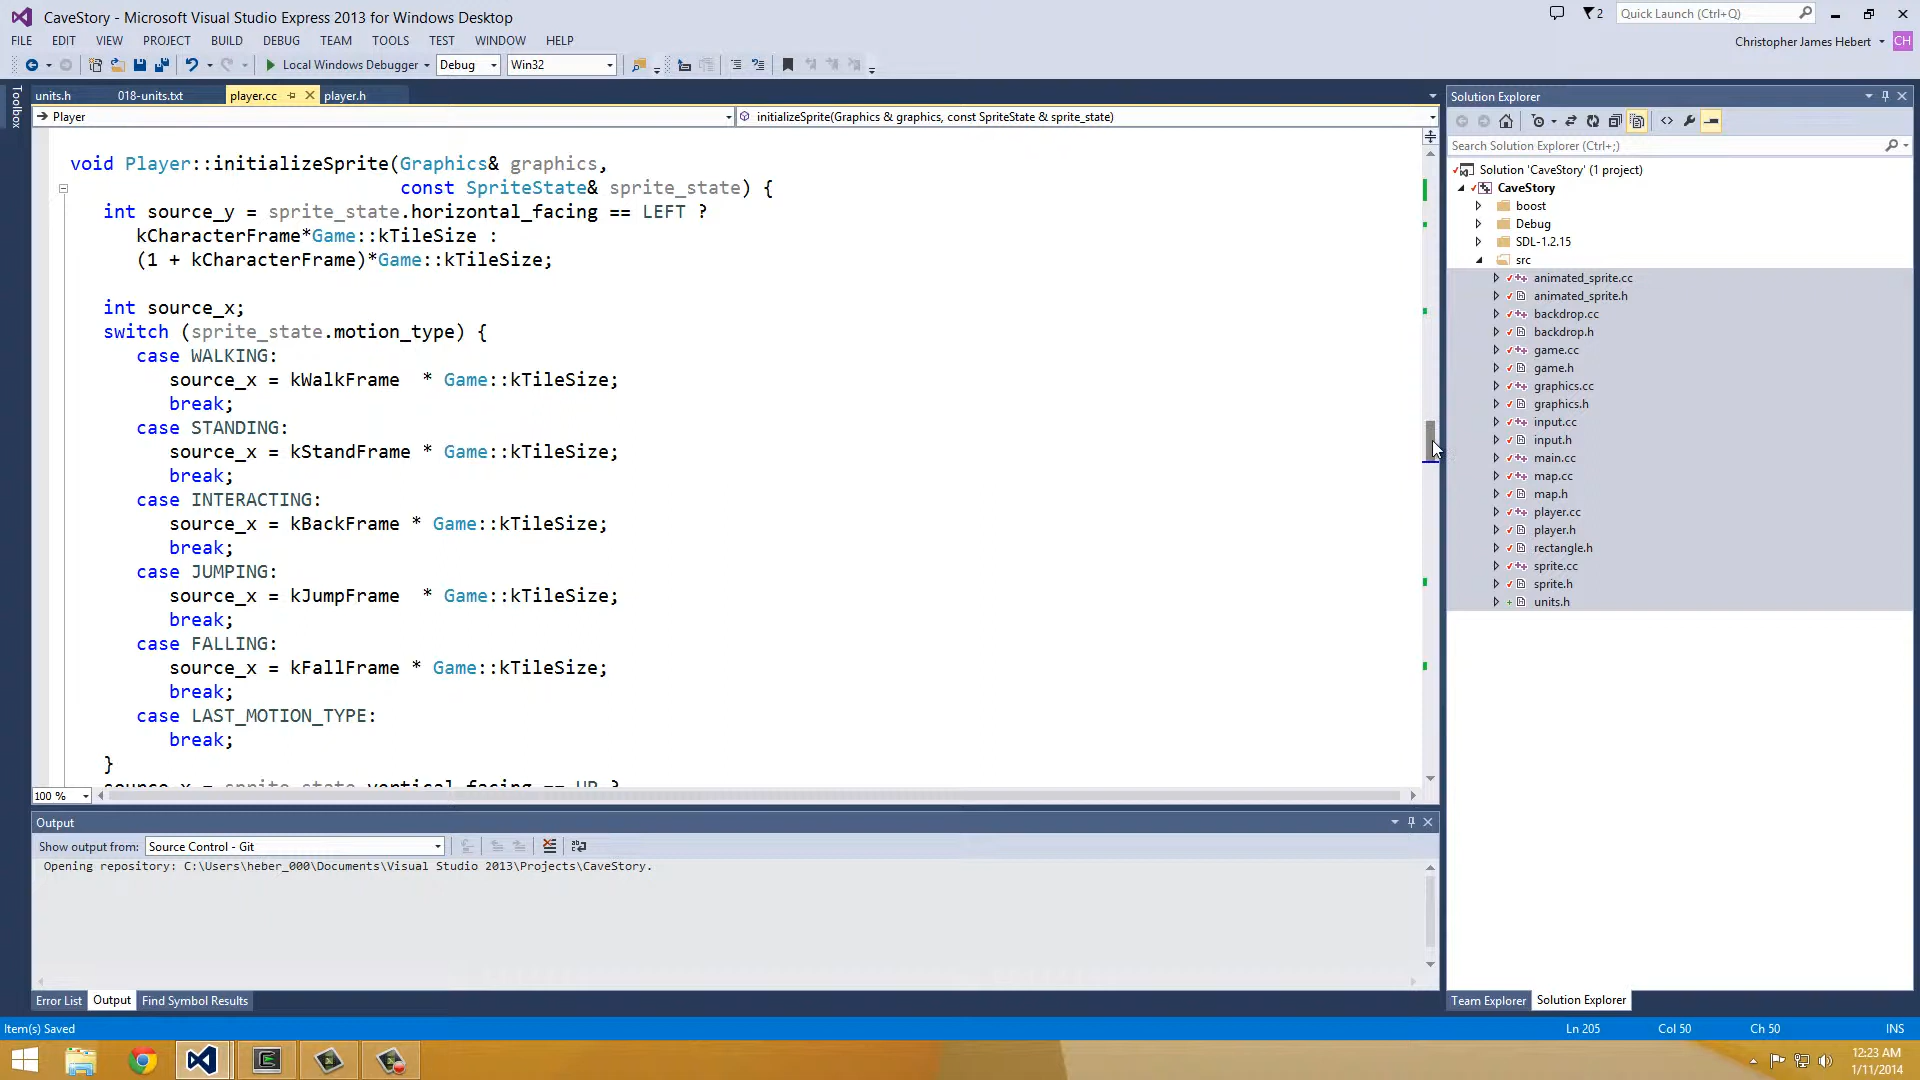 CaveStory - Microsoft Visual Studio Express 2013 for Windows Desktop
2
Quick Launch (Ctrl+Q)
FILE EDIT VIEW PROJECT BUILD DEBUG TEAM TOOLS TEST WINDOW HELP
Christopher James Hebert CH
Local Windows Debugger Debug Win32
Toolbox
units.h 018-units.txt player.cc player.h
Player
initializeSprite(Graphics & graphics, const SpriteState & sprite_state)
void Player::initializeSprite(Graphics& graphics,
const SpriteState& sprite_state) {
int source_y = sprite_state.horizontal_facing == LEFT ?
kCharacterFrame*Game::kTileSize :
(1 + kCharacterFrame)*Game::kTileSize;
int source_x;
switch (sprite_state.motion_type) {
case WALKING:
source_x = kWalkFrame  * Game::kTileSize;
break;
case STANDING:
source_x = kStandFrame * Game::kTileSize;
break;
case INTERACTING:
source_x = kBackFrame * Game::kTileSize;
break;
case JUMPING:
source_x = kJumpFrame  * Game::kTileSize;
break;
case FALLING:
source_x = kFallFrame * Game::kTileSize;
break;
case LAST_MOTION_TYPE:
break;
}
source_x = sprite_state.vertical_facing == UP ?
100 %
Output
Show output from: Source Control - Git
Opening repository: C:\Users\heber_000\Documents\Visual Studio 2013\Projects\CaveStory.
Error List Output Find Symbol Results
Solution Explorer
Search Solution Explorer (Ctrl+;)
Solution 'CaveStory' (1 project)
CaveStory
boost
Debug
SDL-1.2.15
src
animated_sprite.cc
animated_sprite.h
backdrop.cc
backdrop.h
game.cc
game.h
graphics.cc
graphics.h
input.cc
input.h
main.cc
map.cc
map.h
player.cc
player.h
rectangle.h
sprite.cc
sprite.h
units.h
Team Explorer Solution Explorer
Item(s) Saved
Ln 205 Col 50 Ch 50 INS
12:23 AM
1/11/2014